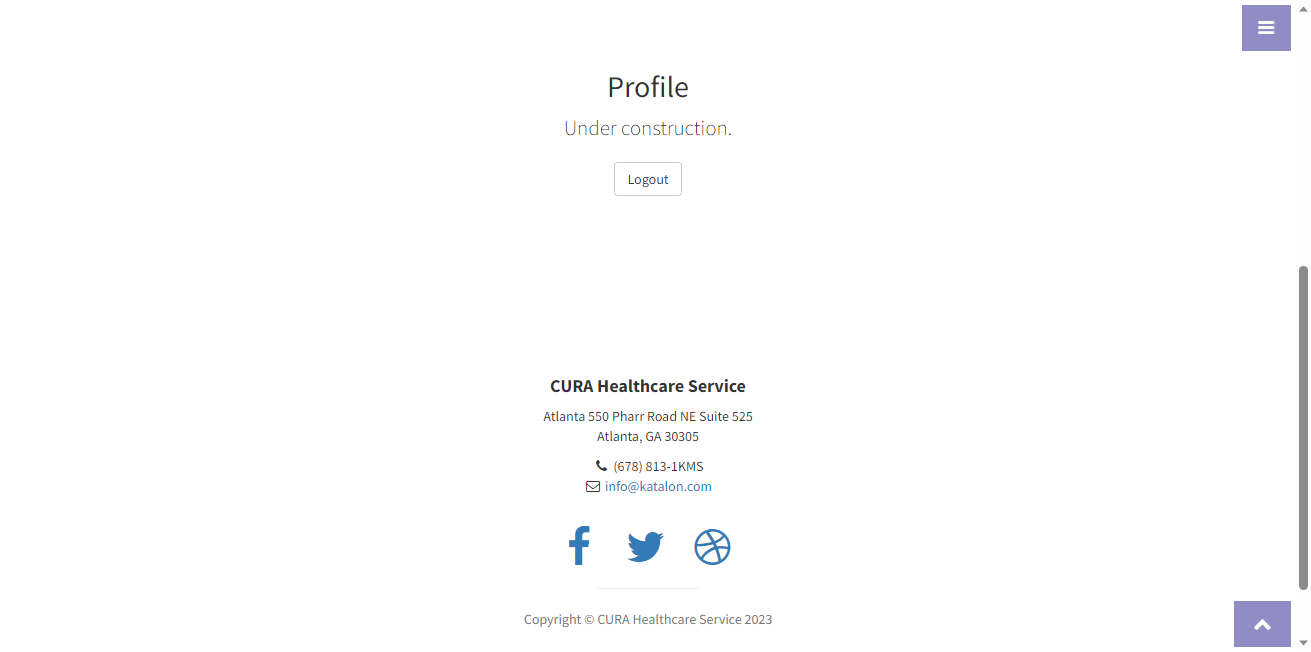 Profile
Under construction.
Logout
CURA Healthcare Service
Atlanta 550 Pharr Road NE Suite 525
Atlanta, GA 30305
(678) 813-1KMS
info@katalon.com
Copyright © CURA Healthcare Service 2023